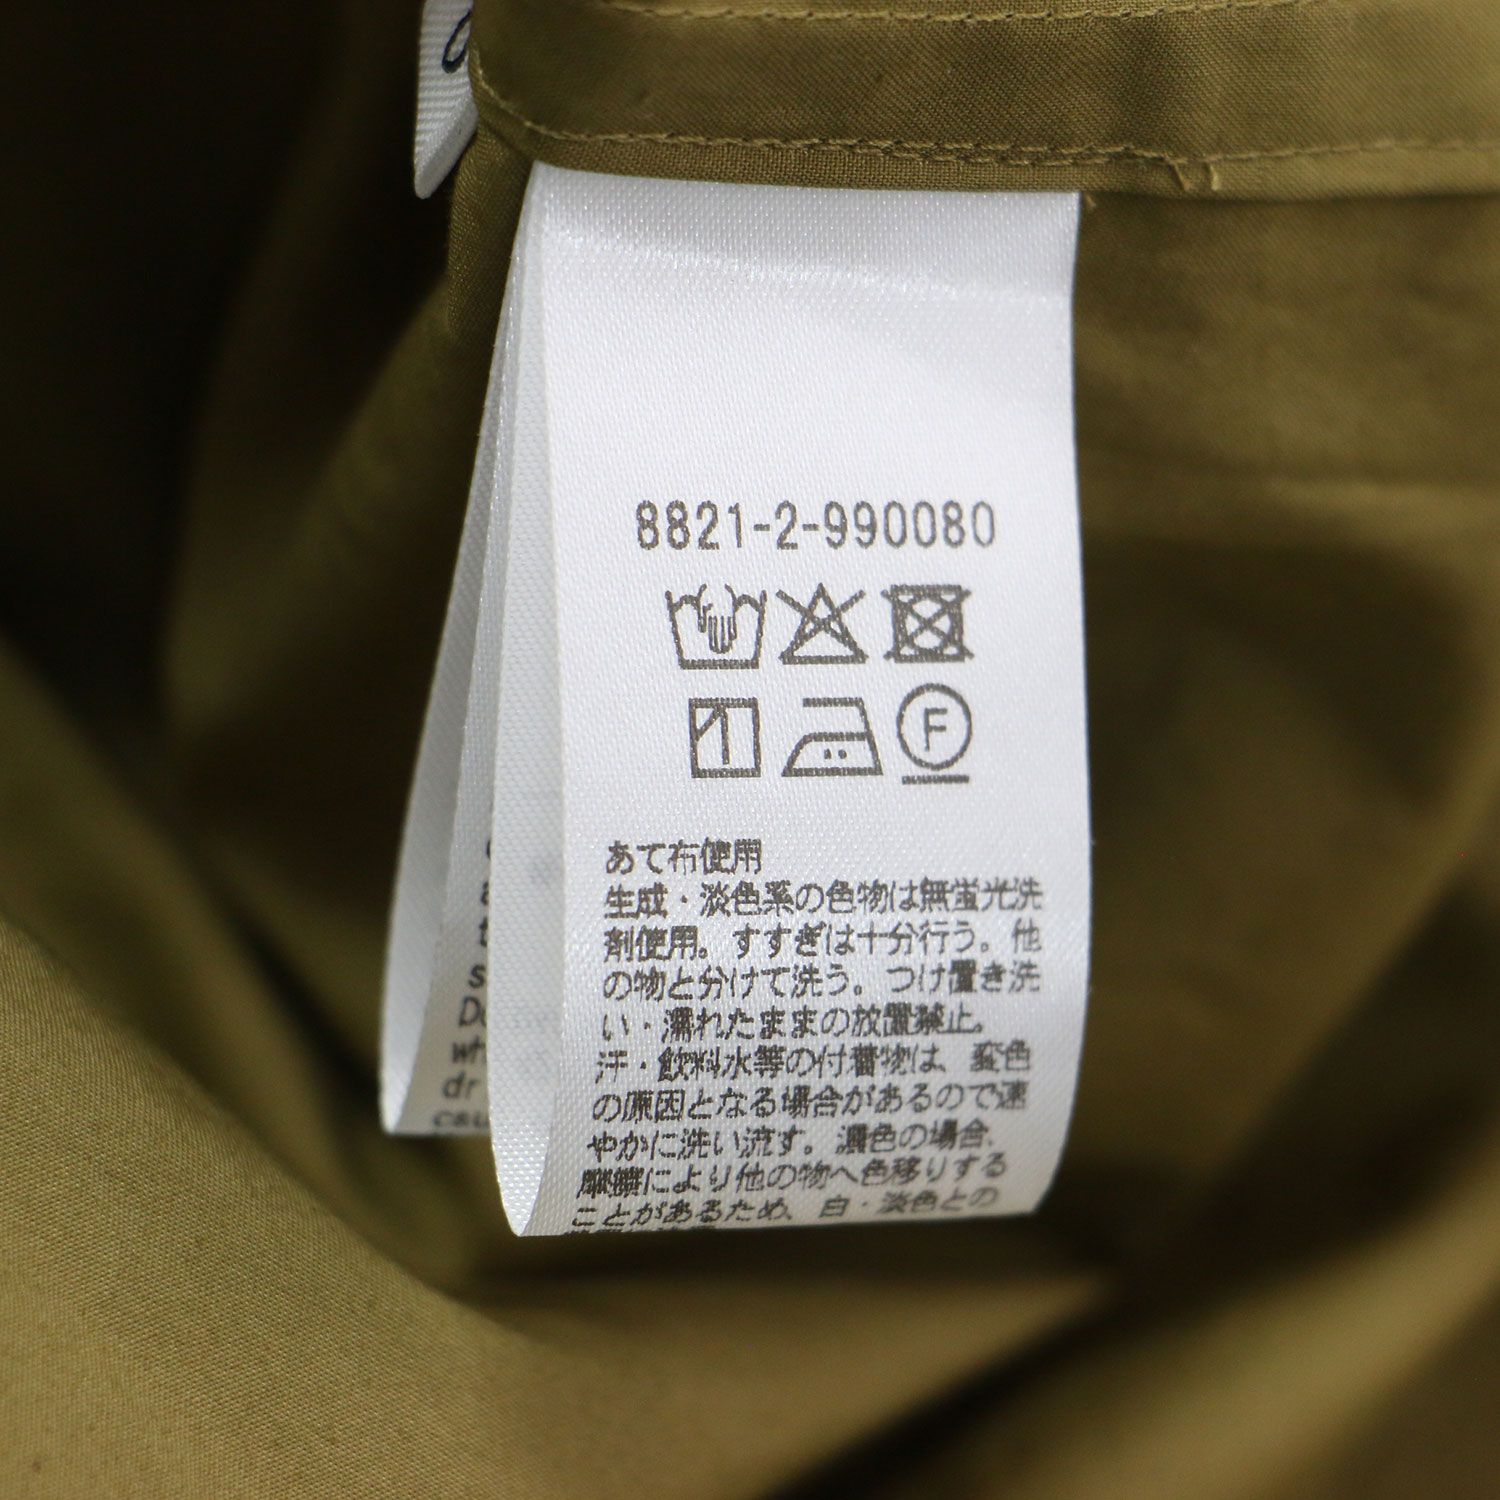 8821-2-990080
F
あて布使用
生成・淡色系の色物は無蛍光洗
剤使用。すすぎは十分行う。他
の物と分けて洗う。つけ置き洗
い・濡れたままの放置禁止。
汗・飲料水等の付着物は、変色
の原因となる場合があるので速
やかに洗い流す。濃色の場合、
摩擦により他の物へ色移りする
ことがあるため、白・淡色との
Do
wh
dr